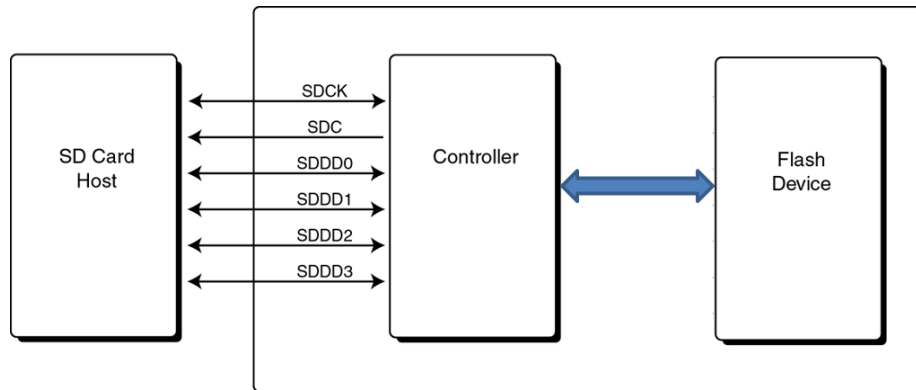 SD Card
Host
SDCK
SDC
SDDD0
SDDD1
SDDD2
SDDD3
Controller
Flash
Device